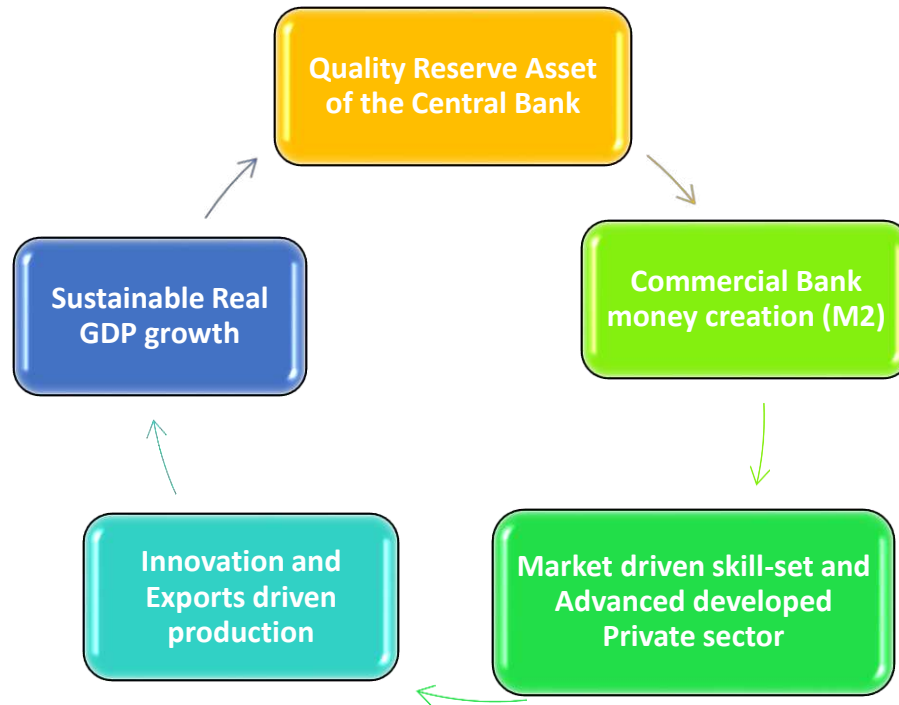 Quality Reserve Asset
of the Central Bank
Commercial Bank
money creation (M2)
Market driven skill-set and
Advanced developed
Private sector
Innovation and
Exports driven
production
Sustainable Real
GDP growth